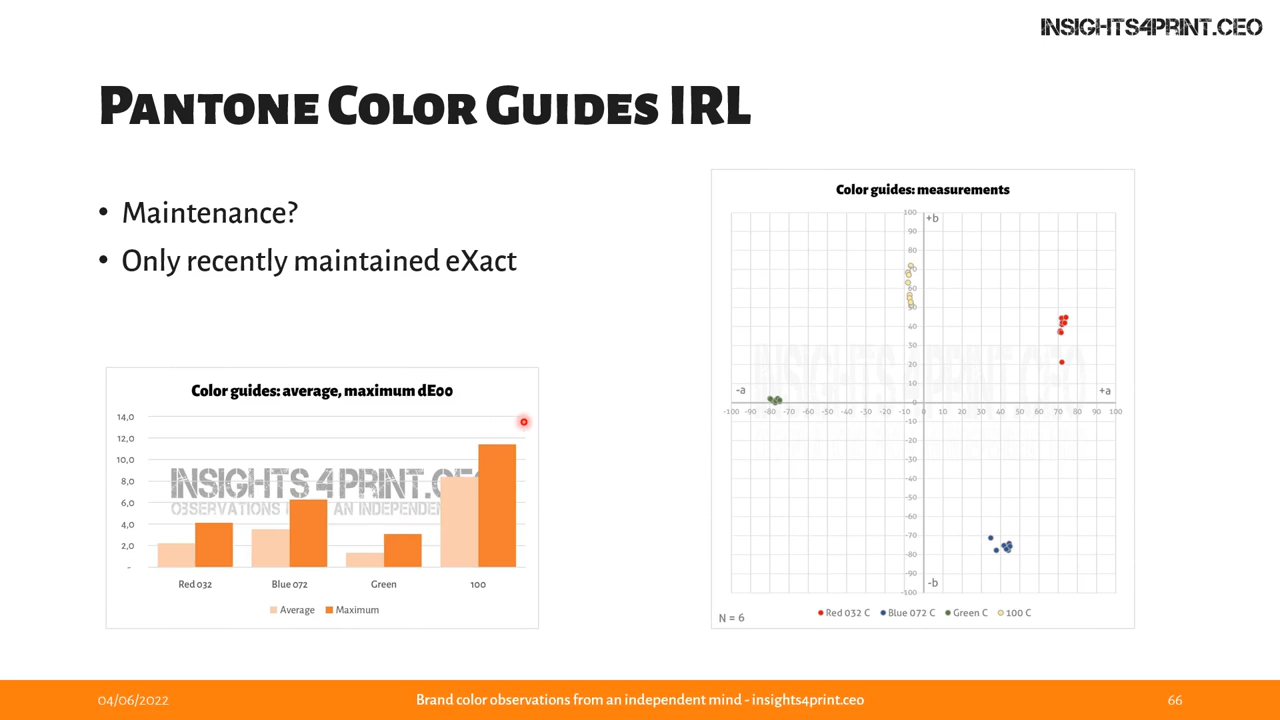 INSIGHTS4PRINT.CEO
Pantone Color Guides IRL
• Maintenance?
• Only recently maintained eXact
Color guides: average, maximum dE00
14,0
12,0
10,0
8,0
6,0
4,0
2,0
-
INSIGHTS 4 PRINT.CEO
OBSERVATIONS AN INDEPENDENT
Red 032 Blue 072 Green 100
Average Maximum
Color guides: measurements
+b
100
90
80
70
60
50
40
30
20
10
0
-10
-20
-30
-40
-50
-60
-70
-80
-90
-100
-a +a
-100 -90 -80 -70 -60 -50 -40 -30 -20 -10 0 10 20 30 40 50 60 70 80 90 100
INSIGHTS4PRINT.CEO
-b
Red 032 C Blue 072 C Green C 100 C
N = 6
04/06/2022 Brand color observations from an independent mind - insights4print.ceo 66